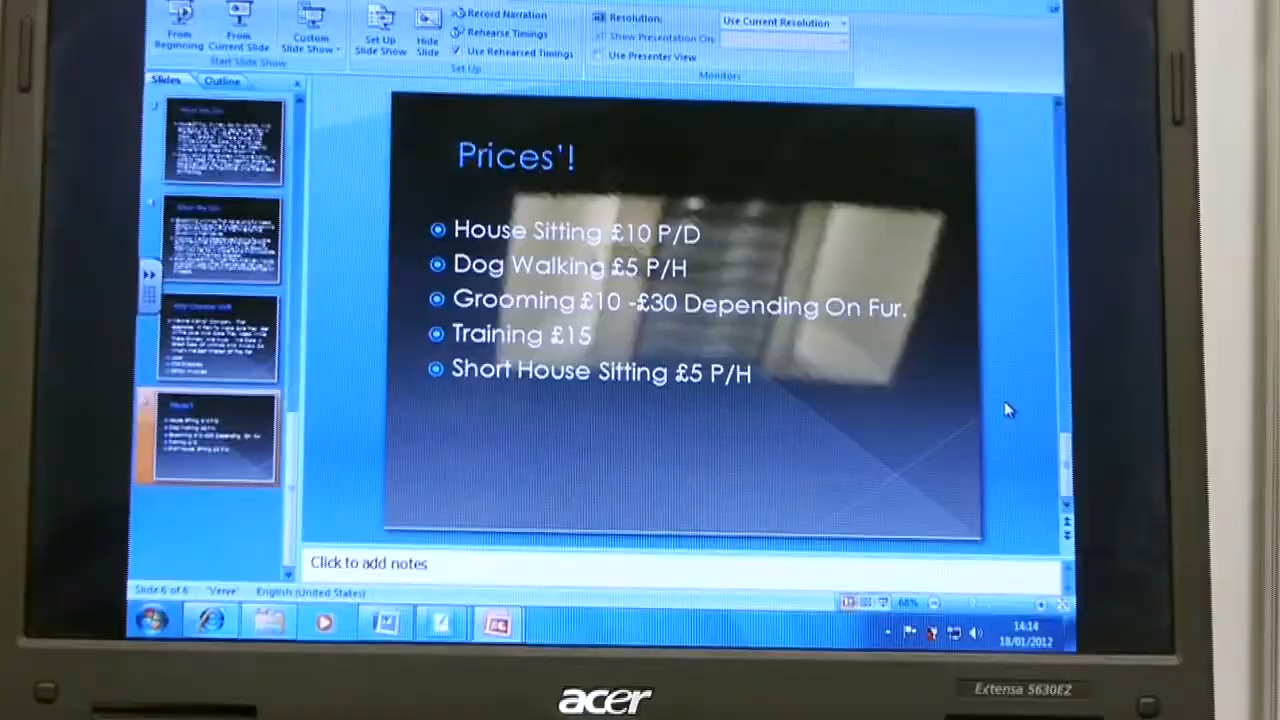 From Beginning
From Current Slide
Custom Slide Show
Set Up Slide Show
Hide Slide
Record Narration
Rehearse Timings
Use Rehearsed Timings
Start Slide Show
Set Up
Resolution:
Use Current Resolution
Show Presentation On:
Use Presenter View
Monitors
Slides
Outline
Prices'!
House Sitting £10 P/D
Dog Walking £5 P/H
Grooming £10 -£30 Depending On Fur.
Training £15
Short House Sitting £5 P/H
Click to add notes
Slide 6 of 6
"Verve"
English (United States)
68%
14:14
18/01/2012
acer
Extensa 5630EZ